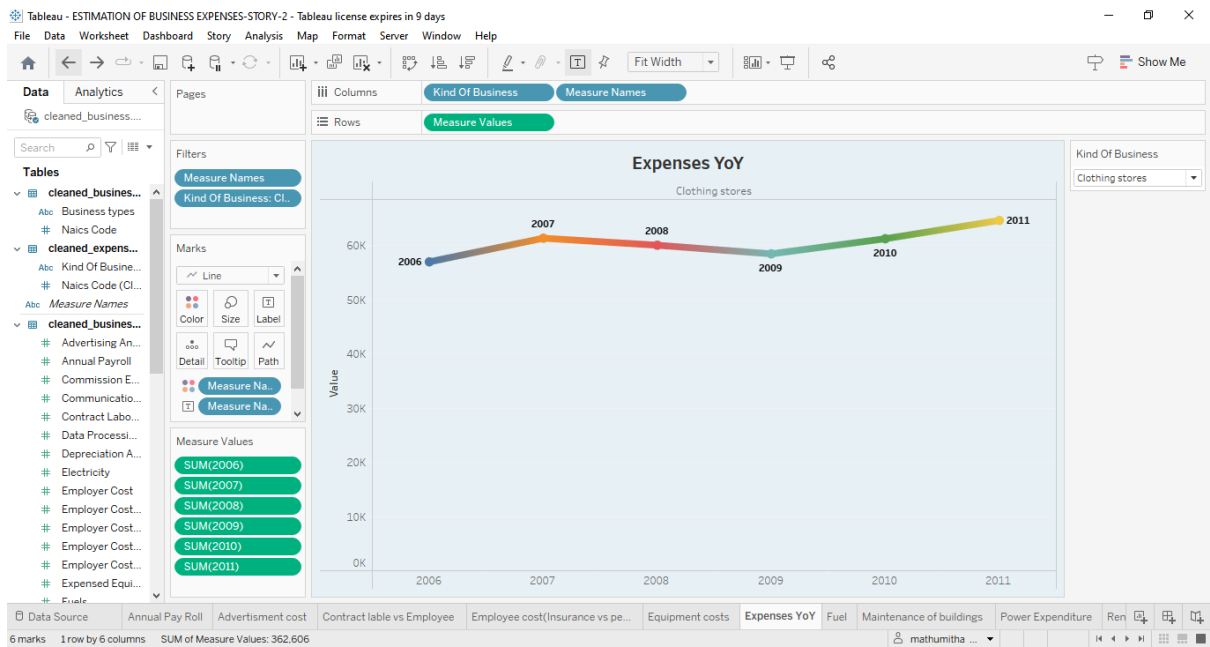 Tableau - ESTIMATION OF BUSINESS EXPENSES-STORY-2 - Tableau license expires in 9 days
File Data Worksheet Dashboard Story Analysis Map Format Server Window Help
Fit Width
Show Me
Data Analytics
cleaned_business....
Search
Tables
cleaned_busines...
Abc Business types
# Naics Code
cleaned_expens...
Abc Kind Of Busine...
# Naics Code (Cl...
Abc Measure Names
cleaned_busines...
# Advertising An...
# Annual Payroll
# Commission E...
# Communicatio...
# Contract Labo...
# Data Processi...
# Depreciation A...
# Electricity
# Employer Cost
# Employer Cost...
# Employer Cost...
# Employer Cost...
# Employer Cost...
# Expensed Equi...
# Fuels
Pages
Filters
Measure Names
Kind Of Business: Cl..
Marks
Line
Color Size Label
Detail Tooltip Path
Measure Na..
Measure Na..
Measure Values
SUM(2006)
SUM(2007)
SUM(2008)
SUM(2009)
SUM(2010)
SUM(2011)
Columns Kind Of Business Measure Names
Rows Measure Values
Expenses YoY
Clothing stores
Value
60K
50K
40K
30K
20K
10K
0K
2006
2007
2008
2009
2010
2011
2006 2007 2008 2009 2010 2011
Kind Of Business
Clothing stores
Data Source Annual Pay Roll Advertisment cost Contract lable vs Employee Employee cost(Insurance vs pe... Equipment costs Expenses YoY Fuel Maintenance of buildings Power Expenditure Ren
6 marks 1 row by 6 columns SUM of Measure Values: 362,606 mathumitha ...